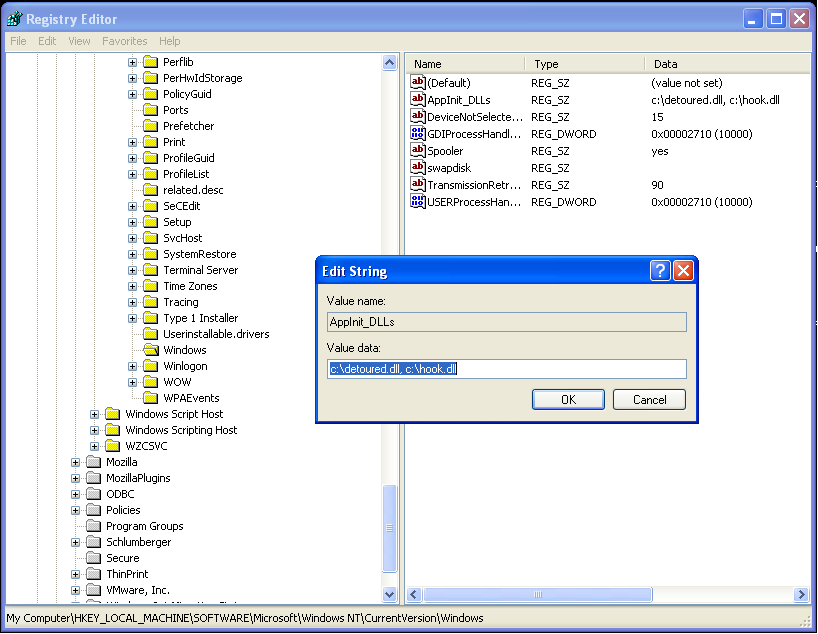 Registry Editor
File Edit View Favorites Help
Perflib
PerHwIdStorage
PolicyGuid
Ports
Prefetcher
Print
ProfileGuid
ProfileList
related.desc
SeCEdit
Setup
SvcHost
SystemRestore
Terminal Server
Time Zones
Tracing
Type 1 Installer
Userinstallable.drivers
Windows
Winlogon
WOW
WPAEvents
Windows Script Host
Windows Scripting Host
WZCSVC
Mozilla
MozillaPlugins
ODBC
Policies
Program Groups
Schlumberger
Secure
ThinPrint
VMware, Inc.
Name Type Data
(Default) REG_SZ (value not set)
AppInit_DLLs REG_SZ c:\detoured.dll, c:\hook.dll
DeviceNotSelecte... REG_SZ 15
GDIProcessHandl... REG_DWORD 0x00002710 (10000)
Spooler REG_SZ yes
swapdisk REG_SZ
TransmissionRetr... REG_SZ 90
USERProcessHan... REG_DWORD 0x00002710 (10000)
Edit String
Value name:
AppInit_DLLs
Value data:
c:\detoured.dll, c:\hook.dll
OK Cancel
My Computer\HKEY_LOCAL_MACHINE\SOFTWARE\Microsoft\Windows NT\CurrentVersion\Windows